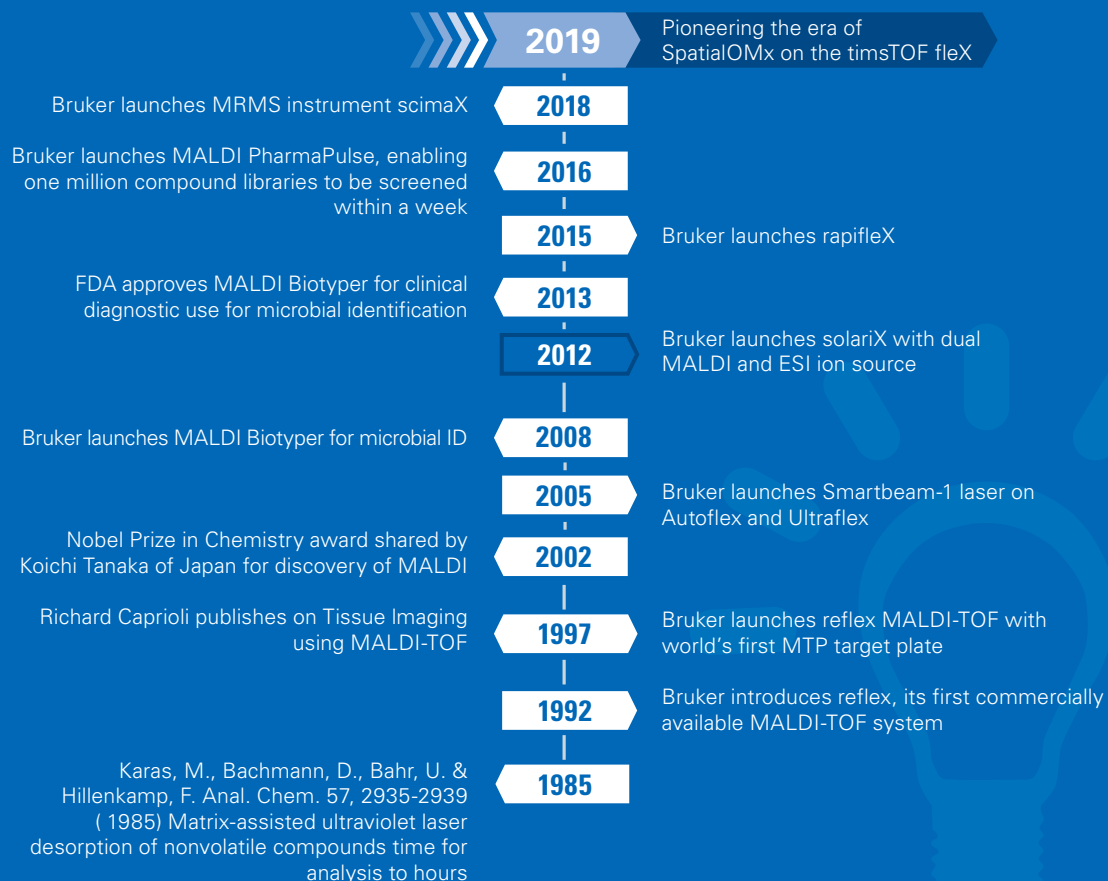 2019
Pioneering the era of
SpatialOMx on the timsTOF fleX
Bruker launches MRMS instrument scimaX
2018
Bruker launches MALDI PharmaPulse, enabling
one million compound libraries to be screened
within a week
2016
2015
Bruker launches rapifleX
FDA approves MALDI Biotyper for clinical
diagnostic use for microbial identification
2013
2012
Bruker launches solariX with dual
MALDI and ESI ion source
Bruker launches MALDI Biotyper for microbial ID
2008
2005
Bruker launches Smartbeam-1 laser on
Autoflex and Ultraflex
Nobel Prize in Chemistry award shared by
Koichi Tanaka of Japan for discovery of MALDI
2002
Richard Caprioli publishes on Tissue Imaging
using MALDI-TOF
1997
Bruker launches reflex MALDI-TOF with
world's first MTP target plate
1992
Bruker introduces reflex, its first commercially
available MALDI-TOF system
Karas, M., Bachmann, D., Bahr, U. &
Hillenkamp, F. Anal. Chem. 57, 2935-2939
( 1985) Matrix-assisted ultraviolet laser
desorption of nonvolatile compounds time for
analysis to hours
1985